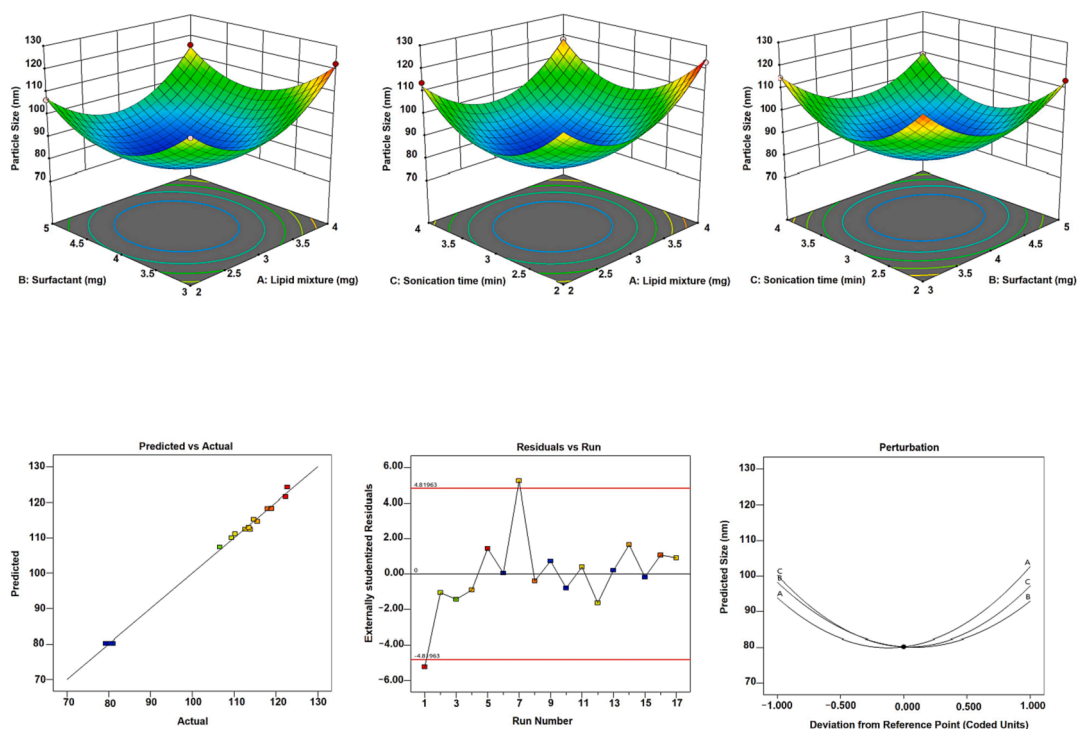 130
120
110
100
90
80
70
Particle Size (nm)
5
4.5
4
3.5
3
2
2.5
3
3.5
4
B: Surfactant (mg)
A: Lipid mixture (mg)
130
120
110
100
90
80
70
Particle Size (nm)
4
3.5
3
2.5
2
2
2.5
3
3.5
4
C: Sonication time (min)
A: Lipid mixture (mg)
130
120
110
100
90
80
70
Particle Size (nm)
4
3.5
3
2.5
2
3
3.5
4
4.5
5
C: Sonication time (min)
B: Surfactant (mg)
Predicted vs Actual
130
120
110
100
90
80
70
Predicted
70 80 90 100 110 120 130
Actual
Residuals vs Run
6.00
4.00
2.00
0.00
−2.00
−4.00
−6.00
4.81963
0
-4.81963
Externally studentized Residuals
1 3 5 7 9 11 13 15 17
Run Number
Perturbation
130
120
110
100
90
80
70
Predicted Size (nm)
C
B
A
A
C
B
−1.000 −0.500 0.000 0.500 1.000
Deviation from Reference Point (Coded Units)